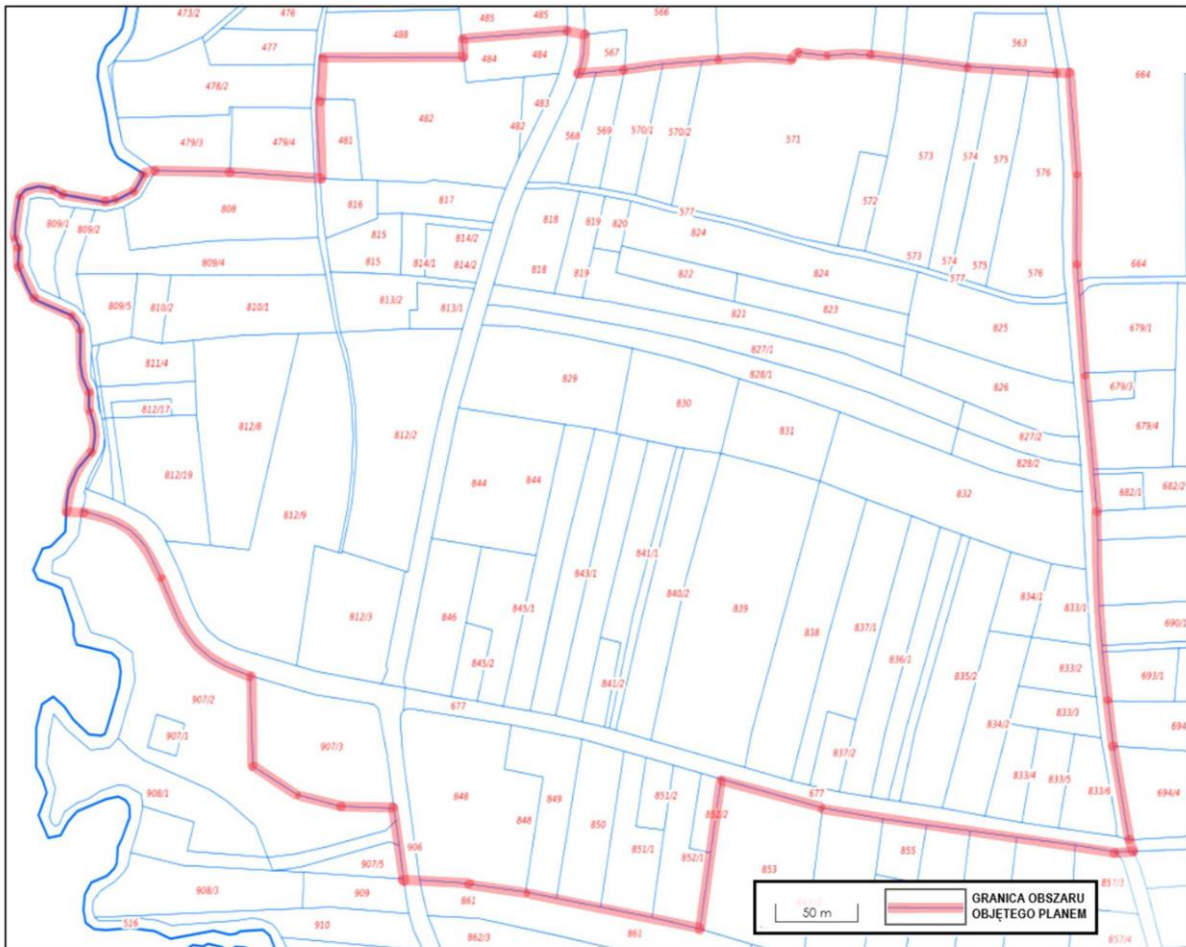 473/2 476 485 485 566
477 488 484 484 567 563
478/2 664
482 483
479/3 479/4 481 482 568 569 570/1 570/2 571 573 574 575 576
572
808 816 817
809/1 809/2 818 819 820 577
815 814/2 824
809/4 815 814/1 814/2 818 819 822 824 573 574 575 576 664
577
809/5 810/2 810/1 813/2 813/1 821 823
825 679/1
827/1
811/4 829 828/1 826 679/3
830
812/17 812/8 812/2 831 827/2 679/4
828/2
812/19 844 844 832 682/1 682/2
812/9
841/1
843/1 840/2
812/3 846 845/1 839 838 837/1 834/1 833/1 690/1
845/2 841/2 836/1 835/2 833/2 693/1
907/2 677 833/3
907/1 907/3 834/2 694
837/2
908/1 848 849 851/2 677 833/4 833/5 833/6 694/4
848 850 852/2
906 855
907/5 851/1 852/1 853
908/3 909 861 857/3
516 910 862/3 861 857/4
50 m
GRANICA OBSZARU
OBJĘTEGO PLANEM